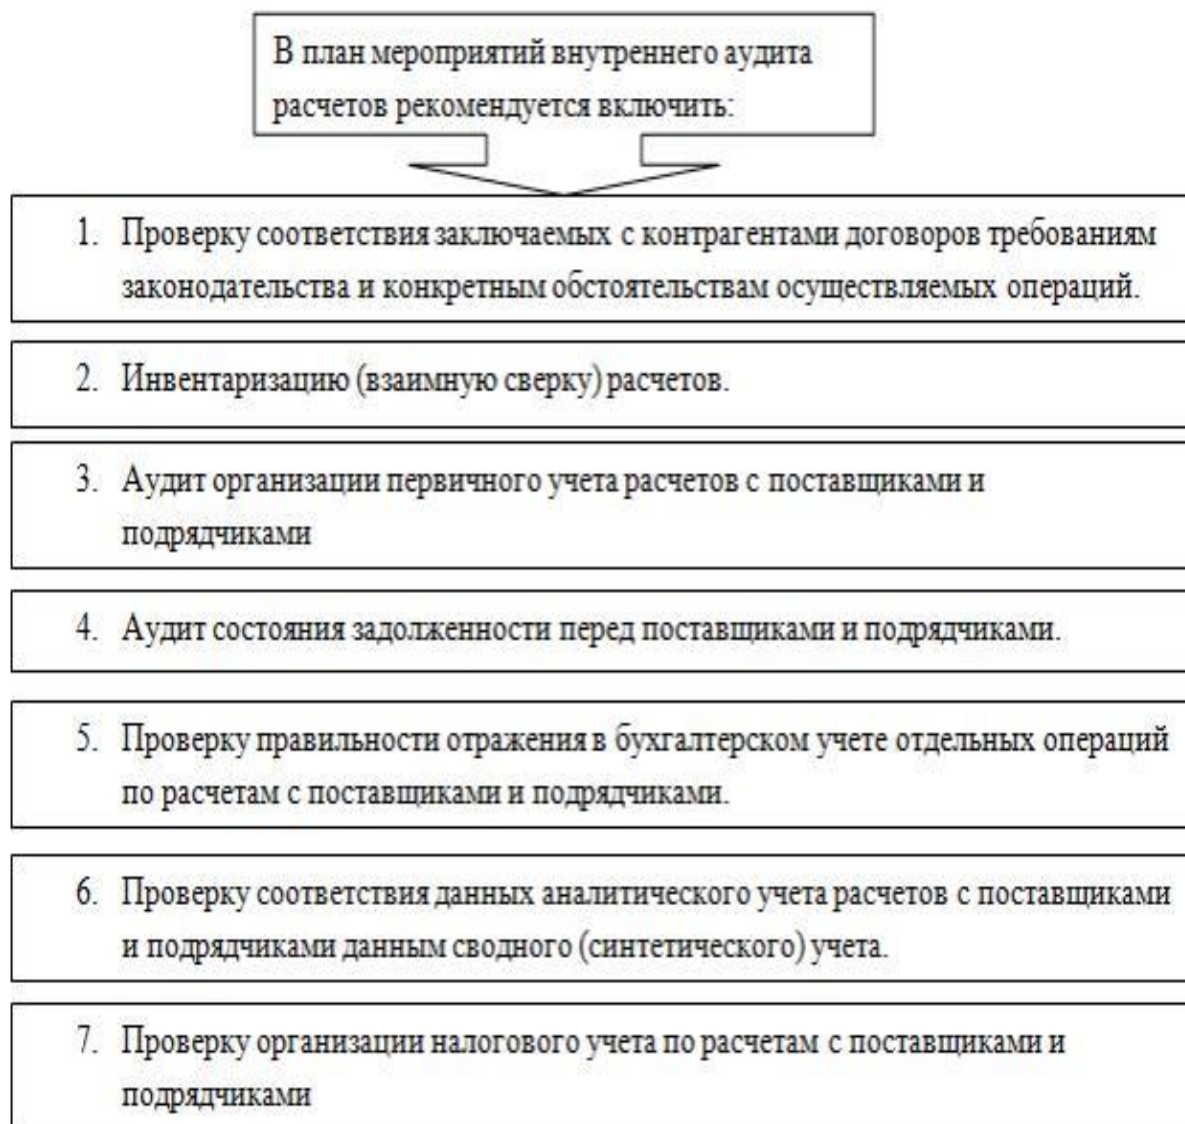 В план мероприятий внутреннего аудита
расчетов рекомендуется включить:
1. Проверку соответствия заключаемых с контрагентами договоров требованиям
законодательства и конкретным обстоятельствам осуществляемых операций.
2. Инвентаризацию (взаимную сверку) расчетов.
3. Аудит организации первичного учета расчетов с поставщиками и
подрядчиками
4. Аудит состояния задолженности перед поставщиками и подрядчиками.
5. Проверку правильности отражения в бухгалтерском учете отдельных операций
по расчетам с поставщиками и подрядчиками.
6. Проверку соответствия данных аналитического учета расчетов с поставщиками
и подрядчиками данным сводного (синтетического) учета.
7. Проверку организации налогового учета по расчетам с поставщиками и
подрядчиками